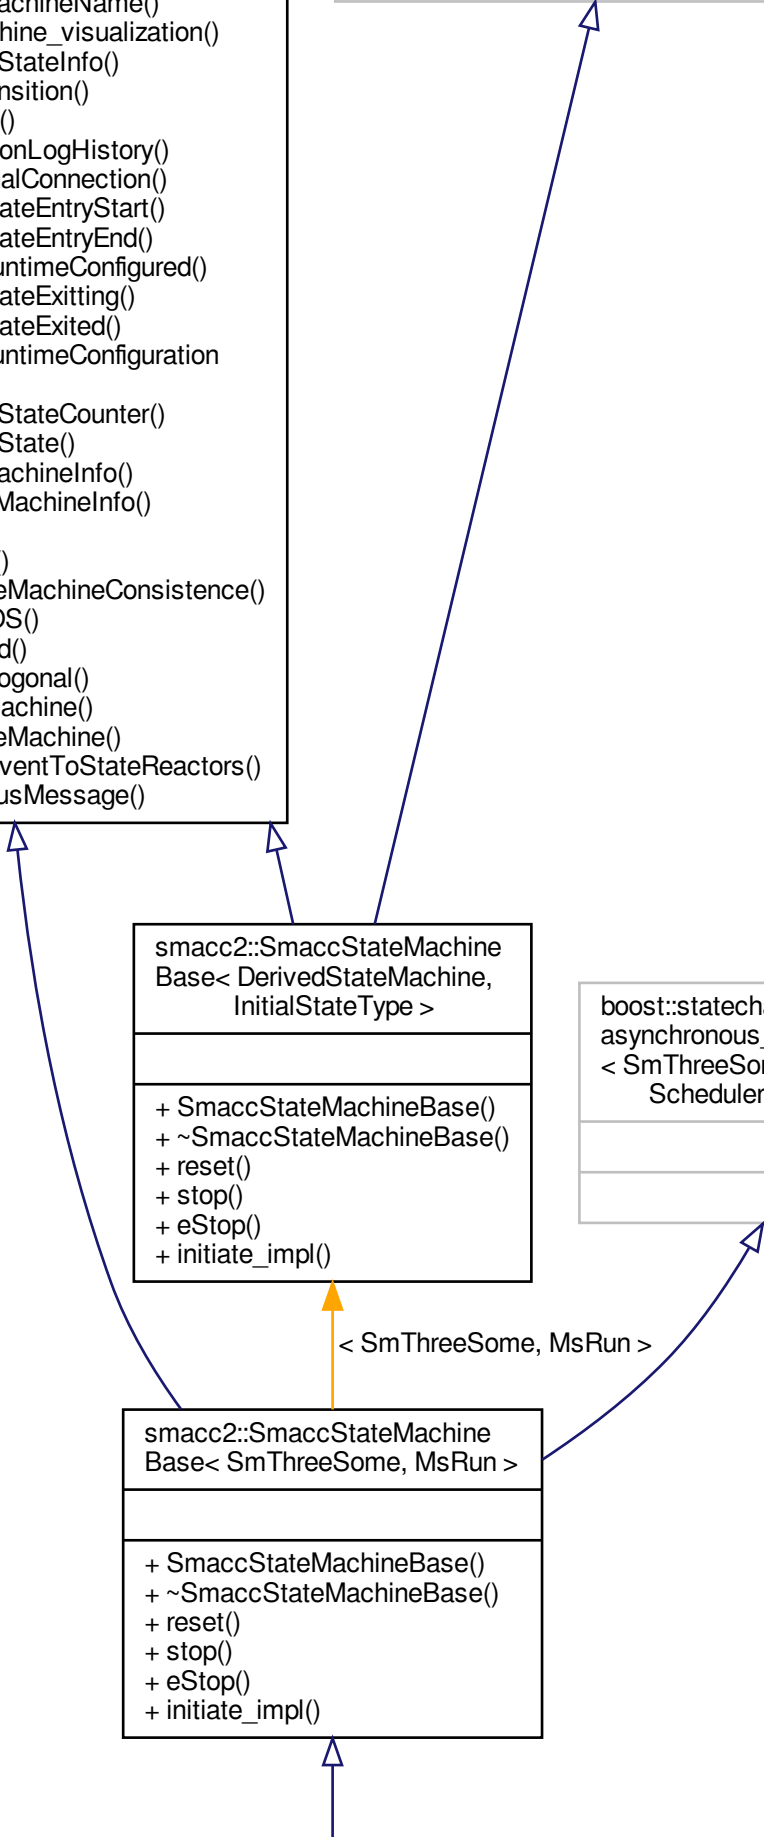 achineName()
hine_visualization()
StateInfo()
nsition()
()
onLogHistory()
alConnection()
ateEntryStart()
ateEntryEnd()
untimeConfigured()
ateExitting()
ateExited()
untimeConfiguration
StateCounter()
State()
achineInfo()
MachineInfo()
()
eMachineConsistence()
OS()
d()
ogonal()
achine()
eMachine()
ventToStateReactors()
usMessage()
smacc2::SmaccStateMachine
Base< DerivedStateMachine,
InitialStateType >
+ SmaccStateMachineBase()
+ ~SmaccStateMachineBase()
+ reset()
+ stop()
+ eStop()
+ initiate_impl()
boost::statech
asynchronous_
< SmThreeSo
Scheduler
< SmThreeSome, MsRun >
smacc2::SmaccStateMachine
Base< SmThreeSome, MsRun >
+ SmaccStateMachineBase()
+ ~SmaccStateMachineBase()
+ reset()
+ stop()
+ eStop()
+ initiate_impl()